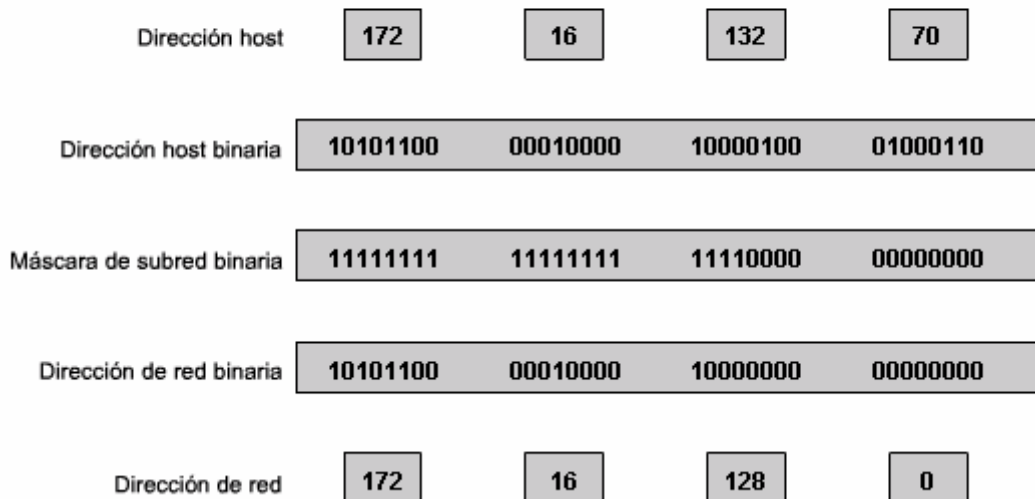 Dirección host 172 16 132 70
Dirección host binaria 10101100 00010000 10000100 01000110
Máscara de subred binaria 11111111 11111111 11110000 00000000
Dirección de red binaria 10101100 00010000 10000000 00000000
Dirección de red 172 16 128 0